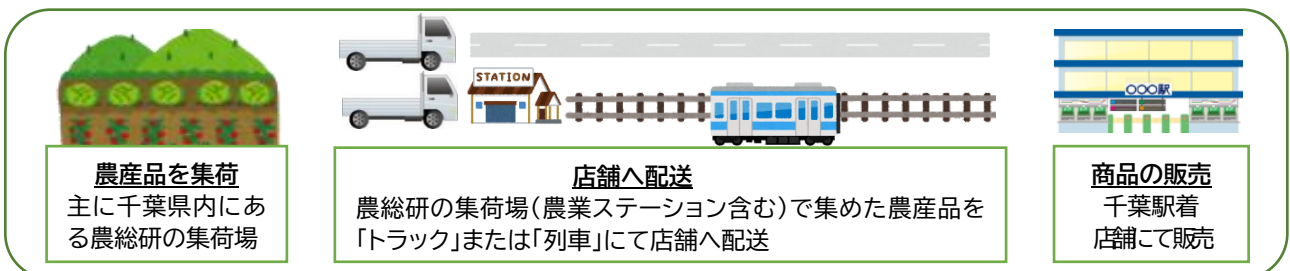 STATION
○○○駅
農産品を集荷
主に千葉県内にあ
る農総研の集荷場
店舗へ配送
農総研の集荷場（農業ステーション含む）で集めた農産品を
「トラック」または「列車」にて店舗へ配送
商品の販売
千葉駅着
店舗にて販売